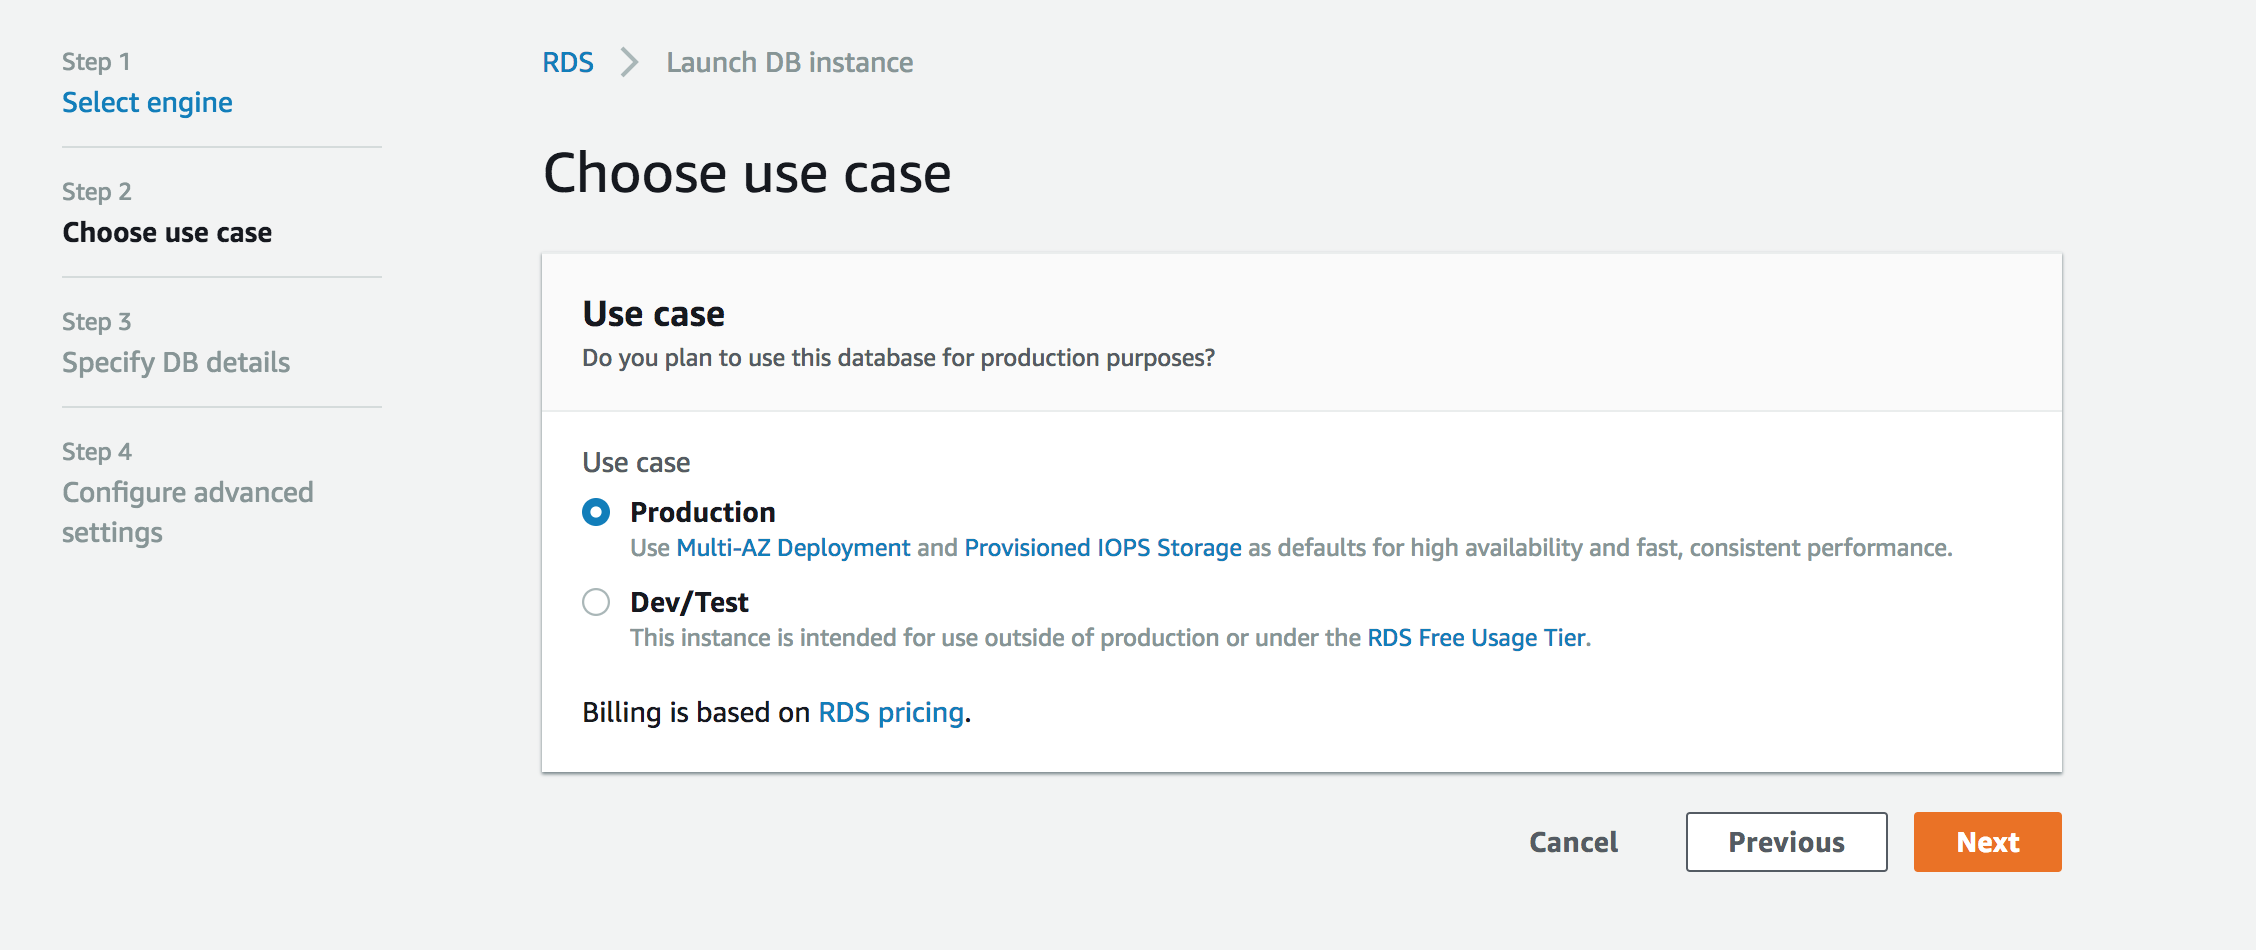 Step 1
Select engine
Step 2
Choose use case
Step 3
Specify DB details
Step 4
Configure advanced
settings
RDS
Launch DB instance
Choose use case
Use case
Do you plan to use this database for production purposes?
Use case
Production
Use Multi-AZ Deployment and Provisioned IOPS Storage as defaults for high availability and fast, consistent performance.
Dev/Test
This instance is intended for use outside of production or under the RDS Free Usage Tier.
Billing is based on RDS pricing.
Cancel
Previous
Next